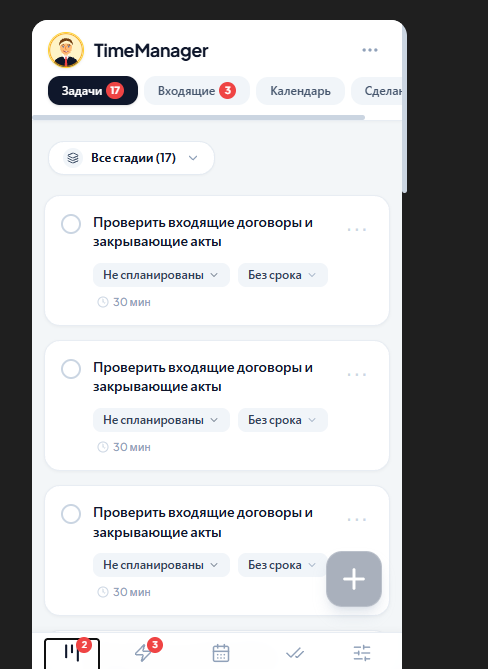 TimeManager
Задачи 17 Входящие 3 Календарь Сделан
Все стадии (17)
Проверить входящие договоры и
закрывающие акты
Не спланированы Без срока
30 мин
Проверить входящие договоры и
закрывающие акты
Не спланированы Без срока
30 мин
Проверить входящие договоры и
закрывающие акты
Не спланированы Без срока
30 мин
2 3